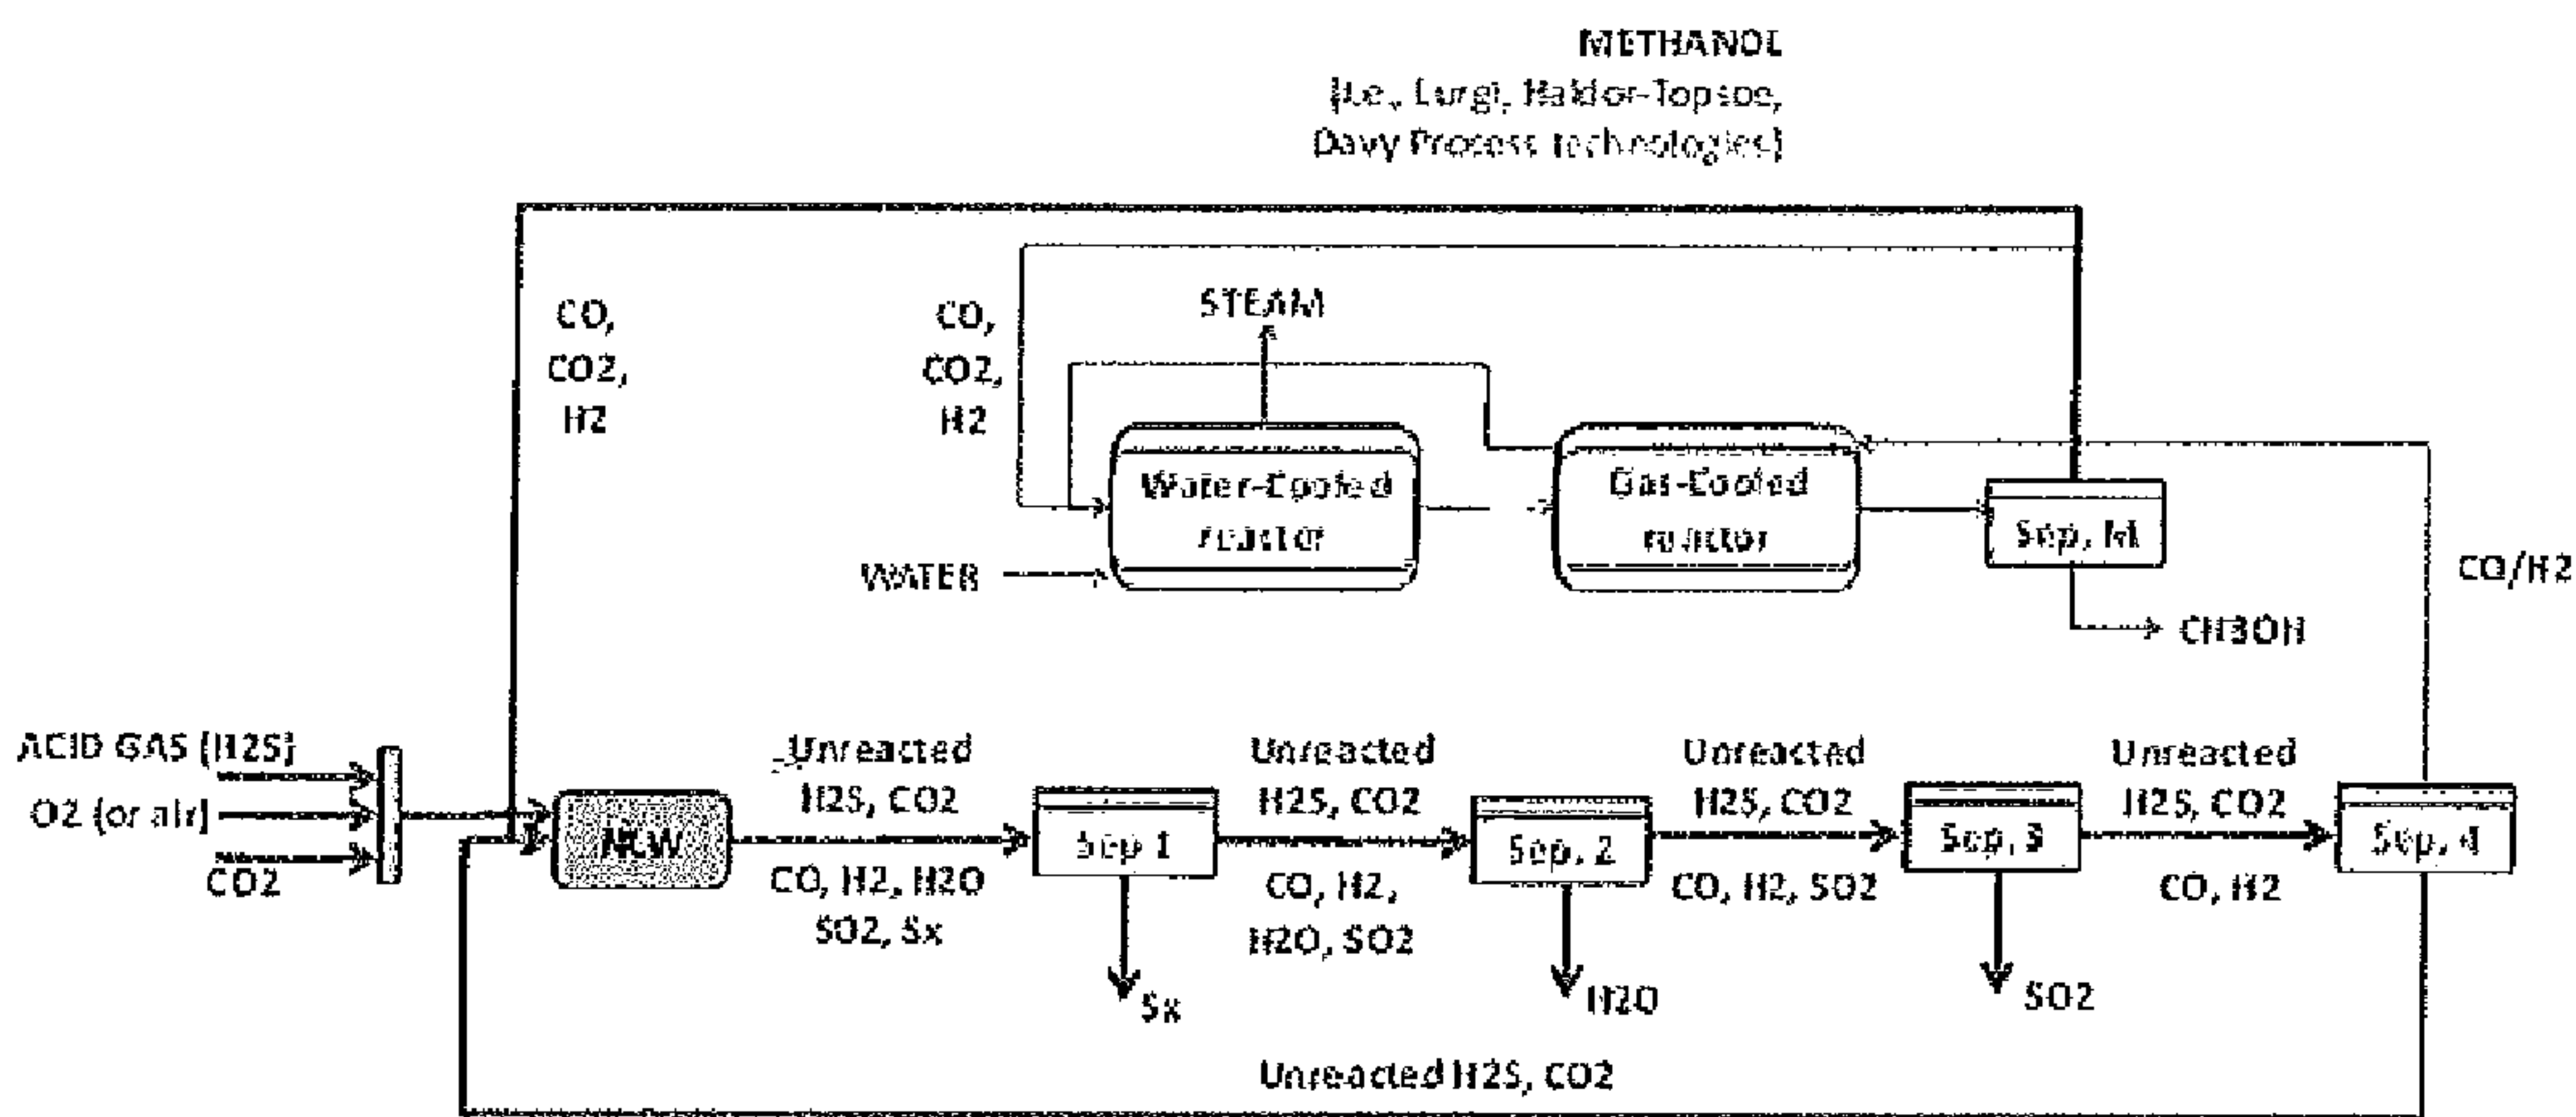 METHANOL
(i.e., Lurgi, Haldor-Topsoe,
Davy Process technologies)
CO,
CO2,
H2
CO,
CO2,
H2
STEAM
Water-Cooled
reactor
Gas-Cooled
reactor
Sep. M
WATER
CO/H2
CH3OH
ACID GAS (H2S)
O2 (or air)
CO2
NEW
Unreacted
H2S, CO2
CO, H2, H2O
SO2, Sx
Sep 1
Sx
Unreacted
H2S, CO2
CO, H2,
H2O, SO2
Sep. 2
H2O
Unreacted
H2S, CO2
CO, H2, SO2
Sep. 3
SO2
Unreacted
H2S, CO2
CO, H2
Sep. 4
Unreacted H2S, CO2